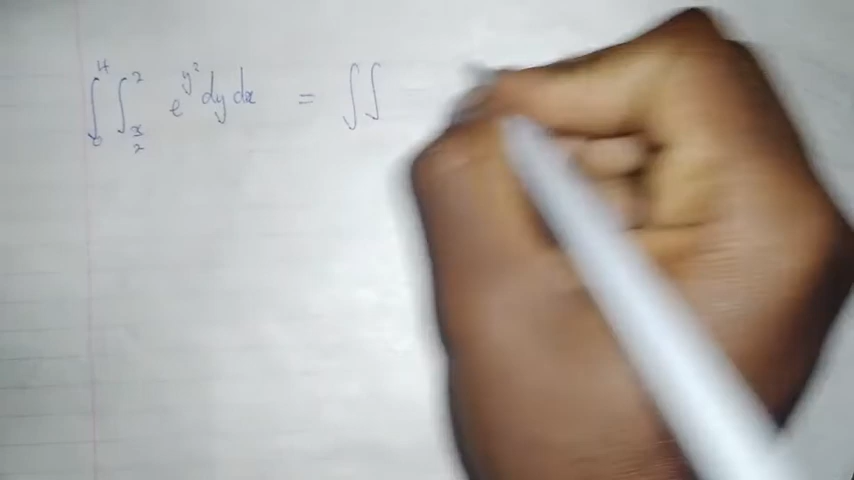 ∫₀⁴ ∫_{x/2}^{2} e^{y²} dy dx = ∫∫